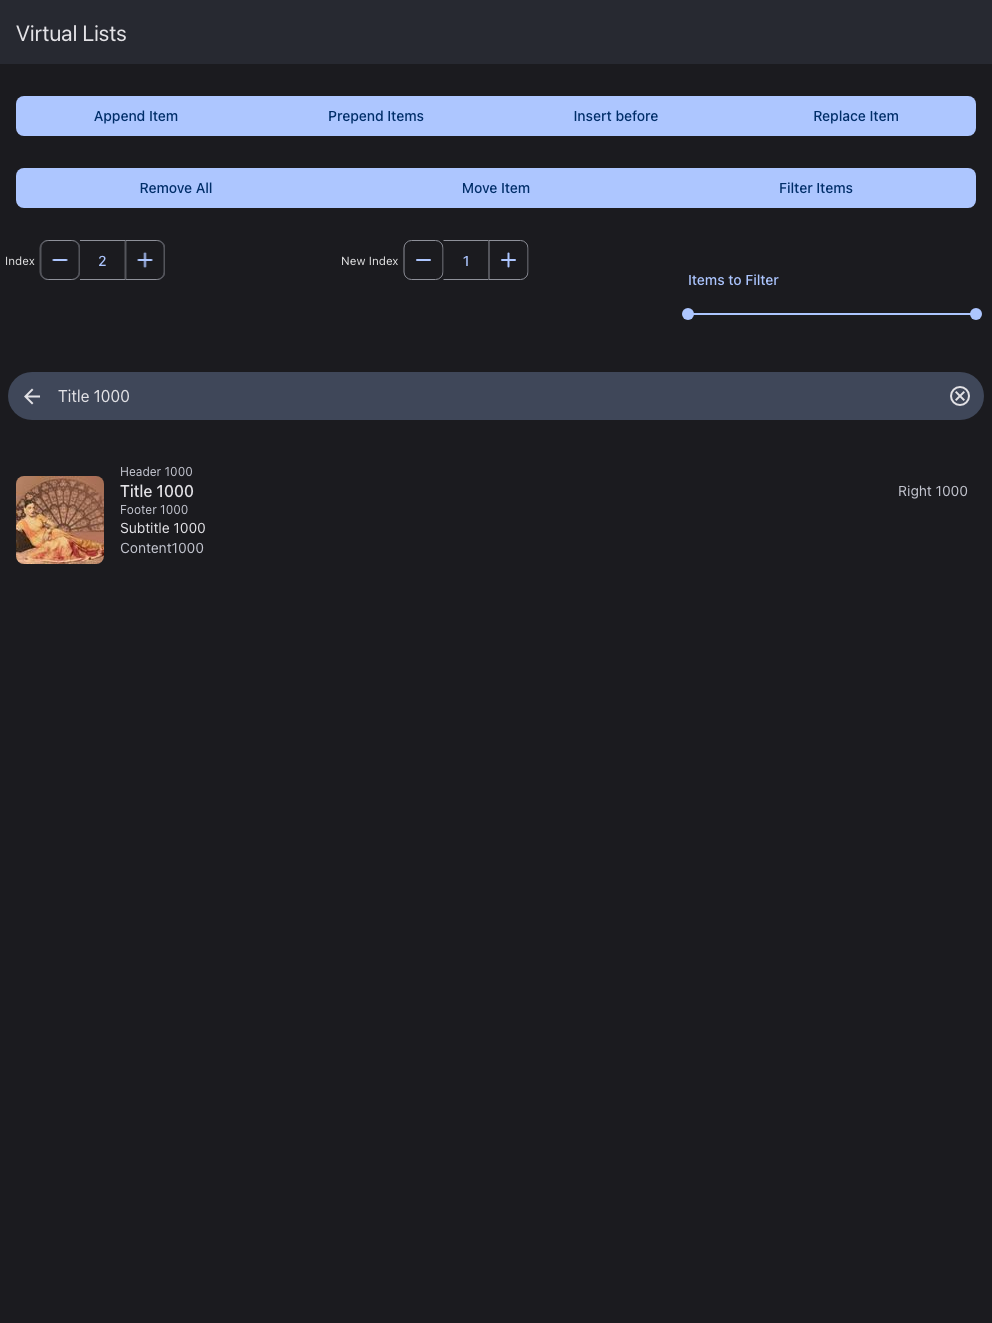 Virtual Lists
Append Item Prepend Items Insert before Replace Item
Remove All Move Item Filter Items
Index 2 New Index 1
Items to Filter
Title 1000
Header 1000
Title 1000 Right 1000
Footer 1000
Subtitle 1000
Content1000